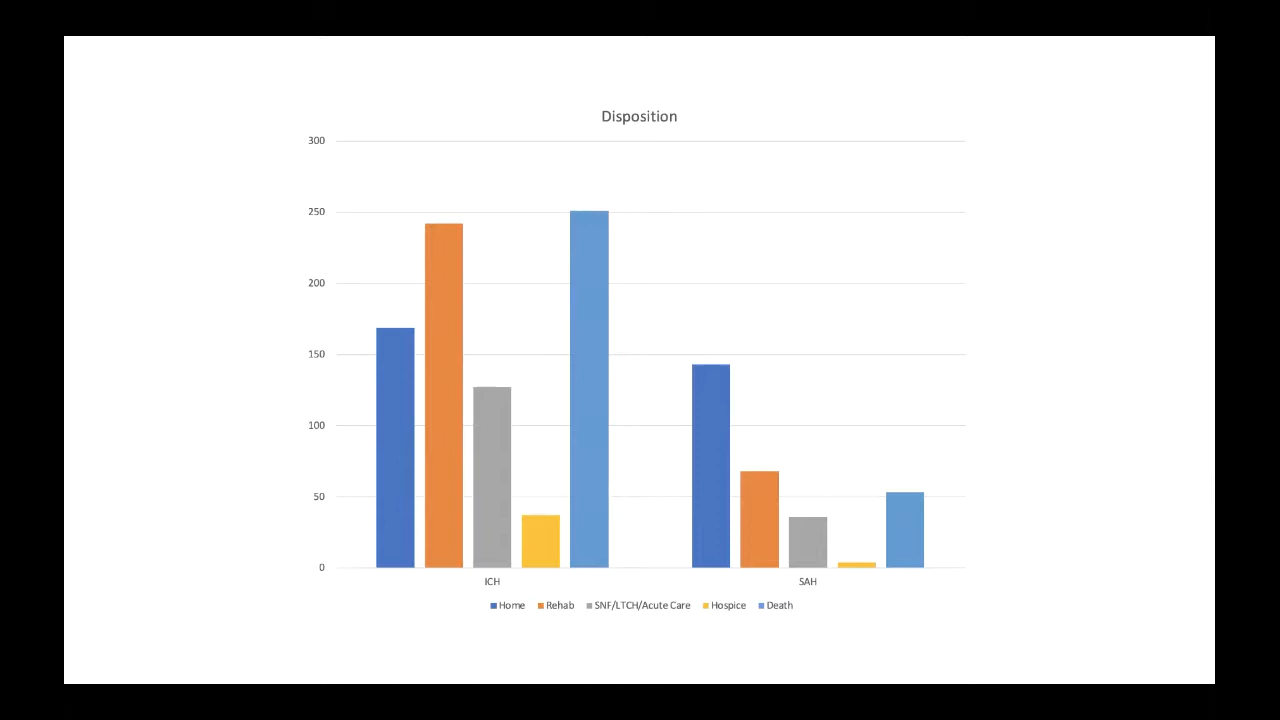 Disposition
300
250
200
150
100
50
0
ICH SAH
Home Rehab SNF/LTCH/Acute Care Hospice Death